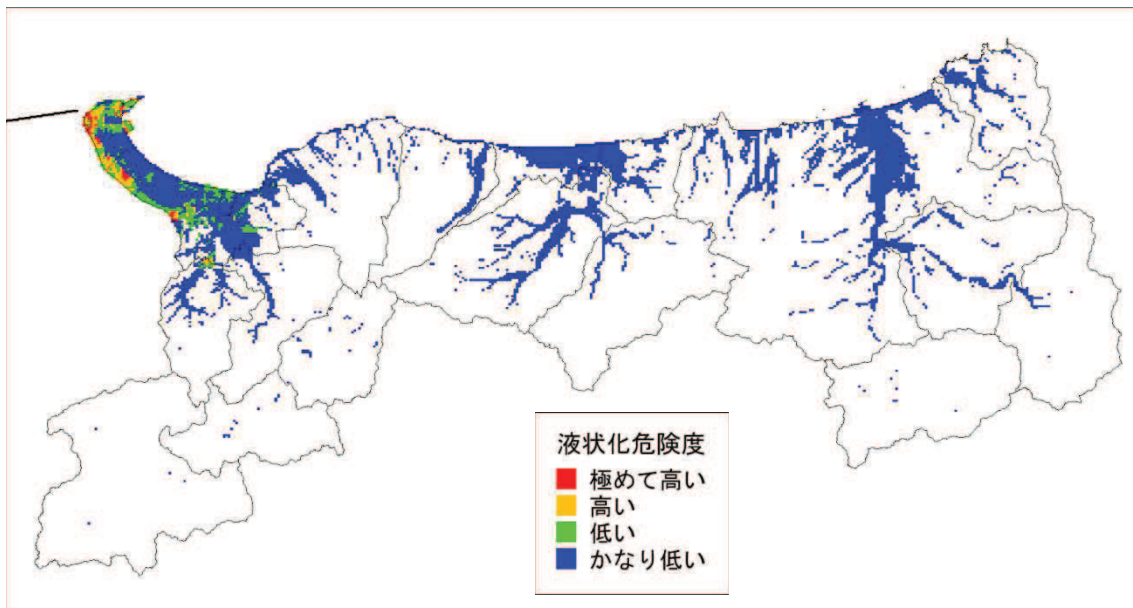 液状化危険度
極めて高い
高い
低い
かなり低い